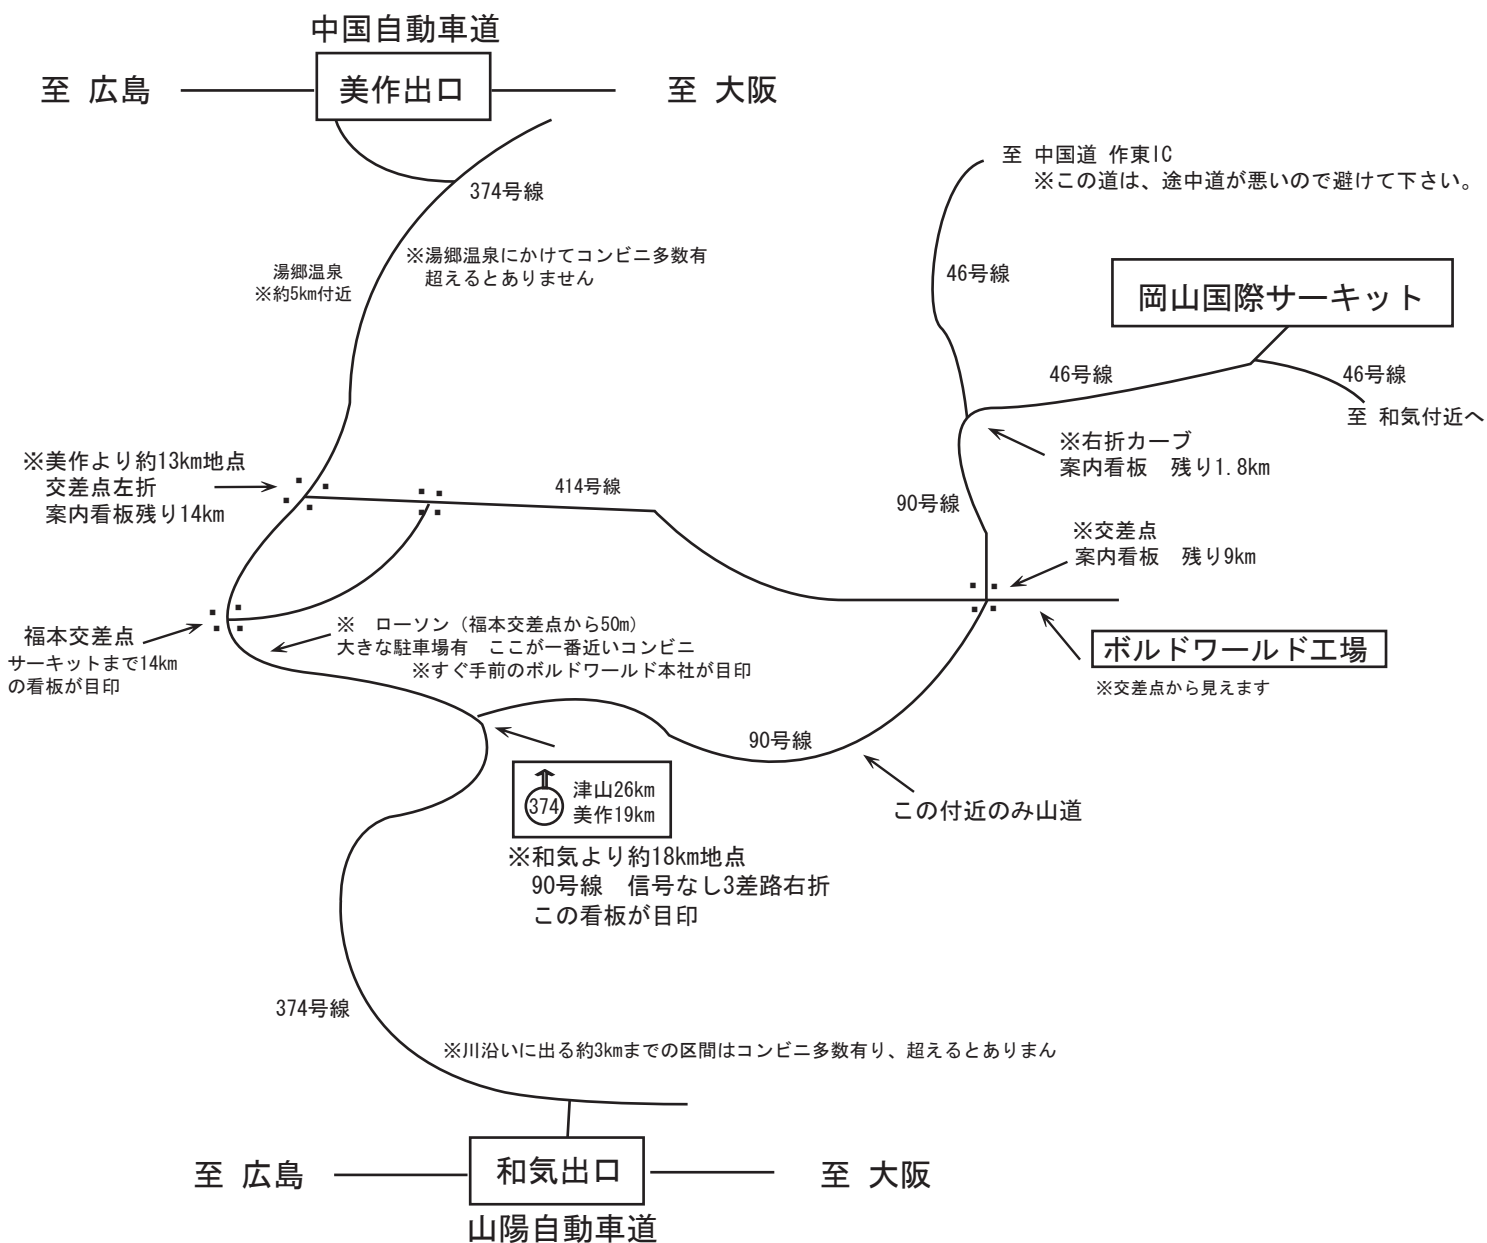 中国自動車道
至 広島
美作出口
至 大阪
至 中国道 作東IC
※この道は、途中道が悪いので避けて下さい。
374号線
※湯郷温泉にかけてコンビニ多数有
超えるとありません
湯郷温泉
※約5km付近
46号線
岡山国際サーキット
46号線
46号線
至 和気付近へ
※右折カーブ
案内看板 残り1.8km
※美作より約13km地点
交差点左折
案内看板残り14km
414号線
90号線
※交差点
案内看板 残り9km
福本交差点
サーキットまで14km
の看板が目印
※ ローソン（福本交差点から50m）
大きな駐車場有 ここが一番近いコンビニ
※すぐ手前のボルドワールド本社が目印
ボルドワールド工場
※交差点から見えます
90号線
この付近のみ山道
374
津山26km
美作19km
※和気より約18km地点
90号線 信号なし3差路右折
この看板が目印
374号線
※川沿いに出る約3kmまでの区間はコンビニ多数有り、超えるとありまん
至 広島
和気出口
至 大阪
山陽自動車道